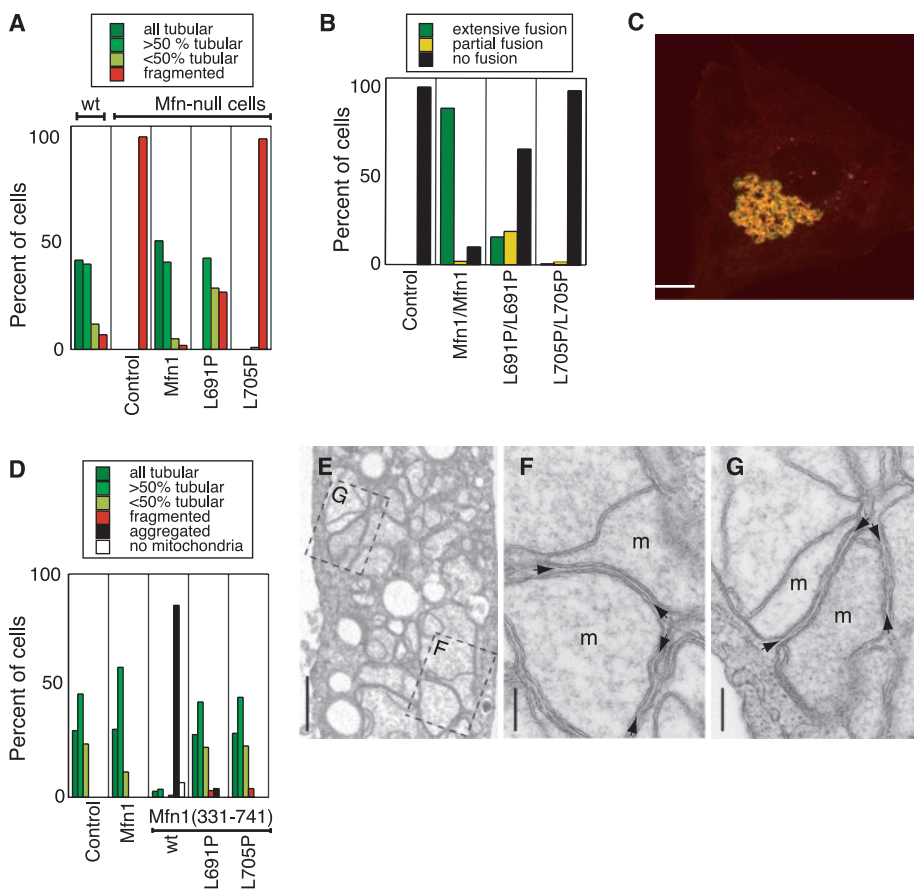 A
all tubular
>50 % tubular
<50% tubular
fragmented
wt
Mfn-null cells
100
50
0
Percent of cells
Control
Mfn1
L691P
L705P
B
extensive fusion
partial fusion
no fusion
100
50
0
Percent of cells
Control
Mfn1/Mfn1
L691P/L691P
L705P/L705P
C
D
all tubular
>50% tubular
<50% tubular
fragmented
aggregated
no mitochondria
100
50
0
Percent of cells
Control
Mfn1
Mfn1(331-741)
wt
L691P
L705P
E
G
F
F
m
m
G
m
m